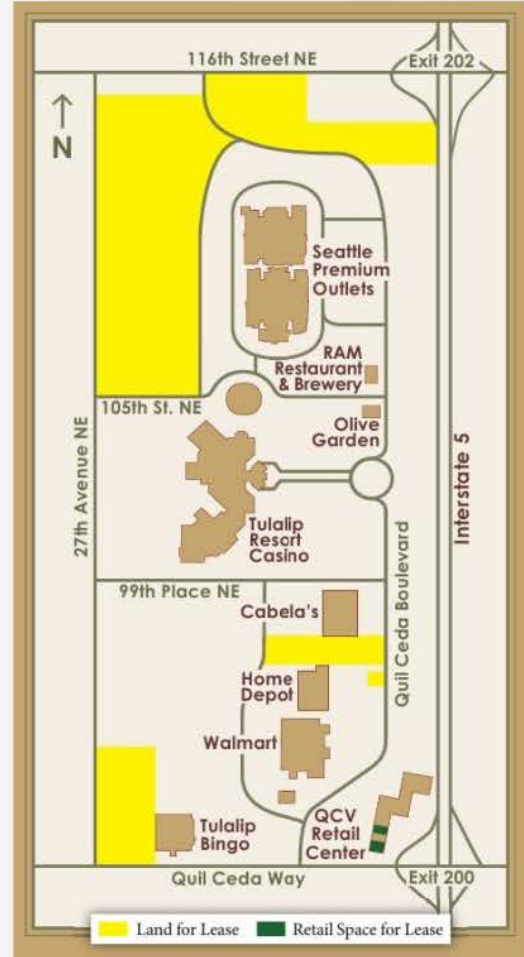 116th Street NE
Exit 202
N
Seattle
Premium
Outlets
RAM
Restaurant
& Brewery
105th St. NE
Olive
Garden
27th Avenue NE
Interstate 5
Tulalip
Resort
Casino
99th Place NE
Cabela's
Quil Ceda Boulevard
Home
Depot
Walmart
QCV
Retail
Center
Tulalip
Bingo
Quil Ceda Way
Exit 200
Land for Lease
Retail Space for Lease